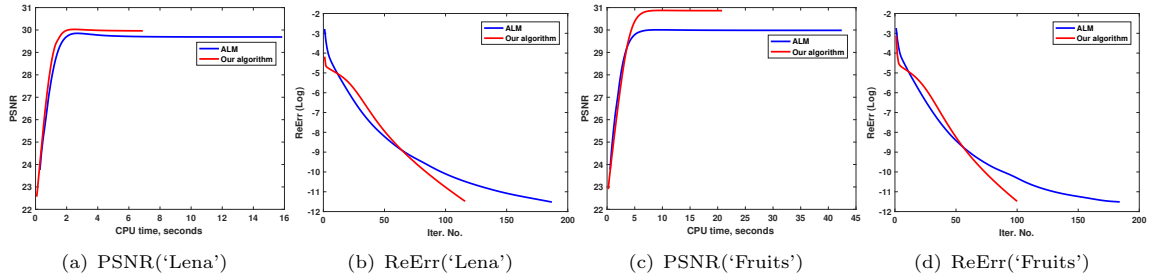 31
30
29
28
27
26
25
24
23
22
PSNR
ALM
Our algorithm
0 2 4 6 8 10 12 14 16
CPU time, seconds
(a) PSNR('Lena')
-2
-3
-4
-5
-6
-7
-8
-9
-10
-11
-12
ReErr (Log)
ALM
Our algorithm
0 50 100 150 200
Iter. No.
(b) ReErr('Lena')
31
30
29
28
27
26
25
24
23
22
PSNR
ALM
Our algorithm
0 5 10 15 20 25 30 35 40 45
CPU time, seconds
(c) PSNR('Fruits')
-2
-3
-4
-5
-6
-7
-8
-9
-10
-11
-12
ReErr (Log)
ALM
Our algorithm
0 50 100 150 200
Iter. No.
(d) ReErr('Fruits')